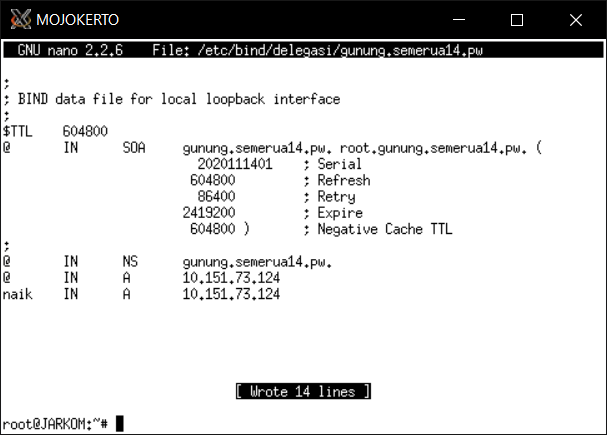 MOJOKERTO
GNU nano 2.2.6    File: /etc/bind/delegasi/gunung.semerua14.pw
;
; BIND data file for local loopback interface
;
$TTL    604800
@       IN      SOA     gunung.semerua14.pw. root.gunung.semerua14.pw. (
                          2020111401    ; Serial
                         604800         ; Refresh
                          86400         ; Retry
                        2419200         ; Expire
                         604800 )       ; Negative Cache TTL
;
@       IN      NS      gunung.semerua14.pw.
@       IN      A       10.151.73.124
naik    IN      A       10.151.73.124
[ Wrote 14 lines ]
root@JARKOM:~#